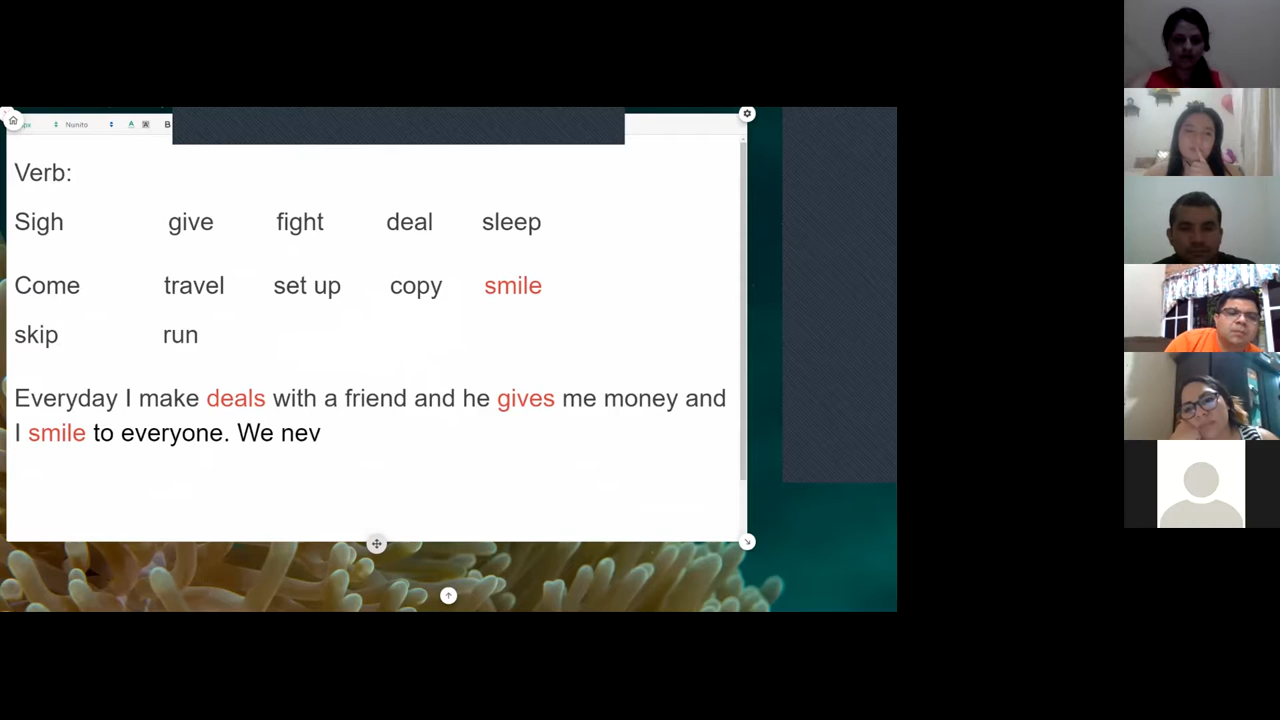 Nunito A A B
Verb:
Sigh give fight deal sleep
Come travel set up copy smile
skip run
Everyday I make deals with a friend and he gives me money and
I smile to everyone. We nev